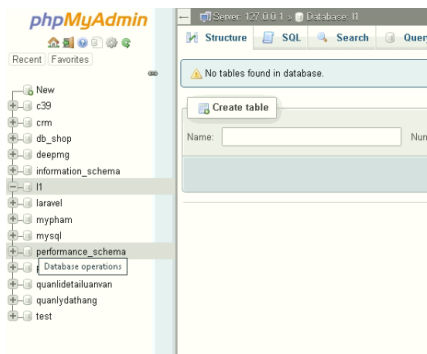 phpMyAdmin
Server: 127.0.0.1 » Database: l1
Structure SQL Search Query
Recent Favorites
No tables found in database.
New
c39
crm
db_shop
deepmg
information_schema
l1
laravel
mypham
mysql
performance_schema
Database operations
quanlidetailuanvan
quanlydathang
test
Create table
Name: